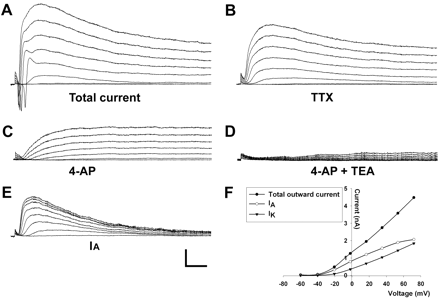 A
Total current
B
TTX
C
4-AP
D
4-AP + TEA
E
IA
F
Total outward current
IA
IK
Current (nA)
5
4
3
2
1
0
-80 -60 -40 -20 0 20 40 60 80
Voltage (mV)